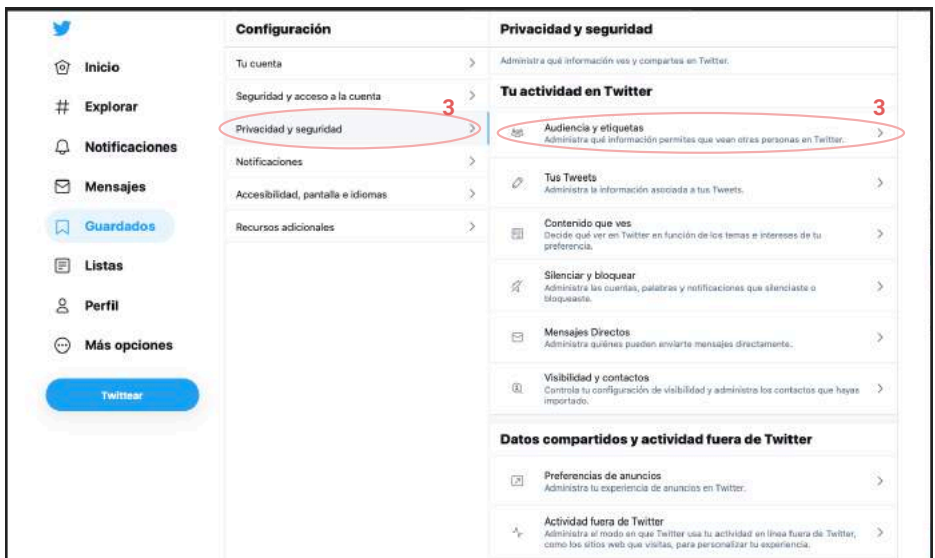 Inicio
Explorar
Notificaciones
Mensajes
Guardados
Listas
Perfil
Más opciones
Twittear
Configuración
Tu cuenta
Seguridad y acceso a la cuenta
3
Privacidad y seguridad
Notificaciones
Accesibilidad, pantalla e idiomas
Recursos adicionales
Privacidad y seguridad
Administra qué información ves y compartes en Twitter.
Tu actividad en Twitter
3
Audiencia y etiquetas
Administra qué información permites que vean otras personas en Twitter.
Tus Tweets
Administra la información asociada a tus Tweets.
Contenido que ves
Decide qué ver en Twitter en función de los temas e intereses de tu
preferencia.
Silenciar y bloquear
Administra las cuentas, palabras y notificaciones que silenciaste o
bloqueaste.
Mensajes Directos
Administra quiénes pueden enviarte mensajes directamente.
Visibilidad y contactos
Controla tu configuración de visibilidad y administra los contactos que hayas
importado.
Datos compartidos y actividad fuera de Twitter
Preferencias de anuncios
Administra tu experiencia de anuncios en Twitter.
Actividad fuera de Twitter
Administra el modo en que Twitter usa tu actividad en línea fuera de Twitter,
como los sitios web que visitas, para personalizar tu experiencia.